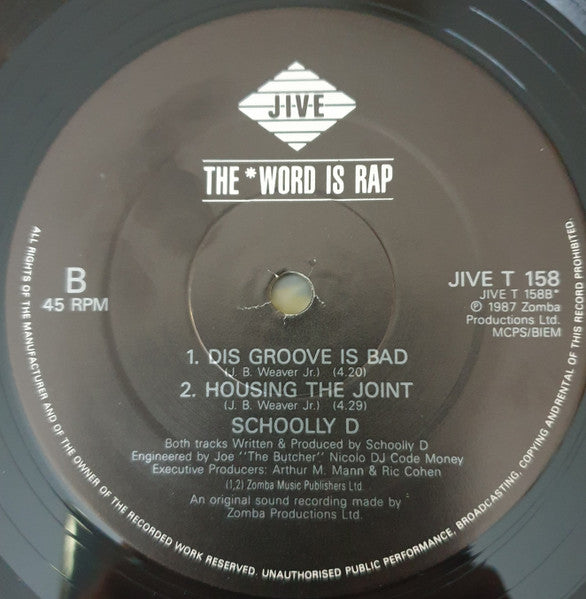 J·I·V·E
THE *WORD IS RAP
B
45 RPM
JIVE T 158
JIVE T 158B*
℗ 1987 Zomba
Productions Ltd.
MCPS/BIEM
1. DIS GROOVE IS BAD
(J. B. Weaver Jr.) (4.20)
2. HOUSING THE JOINT
(J. B. Weaver Jr.) (4.29)
SCHOOLLY D
Both tracks Written & Produced by Schoolly D
Engineered by Joe "The Butcher" Nicolo DJ Code Money
Executive Producers: Arthur M. Mann & Ric Cohen
(1,2) Zomba Music Publishers Ltd.
An original sound recording made by
Zomba Productions Ltd.
ALL RIGHTS OF THE MANUFACTURER AND OF THE OWNER OF THE RECORDED WORK RESERVED. UNAUTHORISED PUBLIC PERFORMANCE, BROADCASTING, COPYING AND RENTAL OF THIS RECORD PROHIBITED.